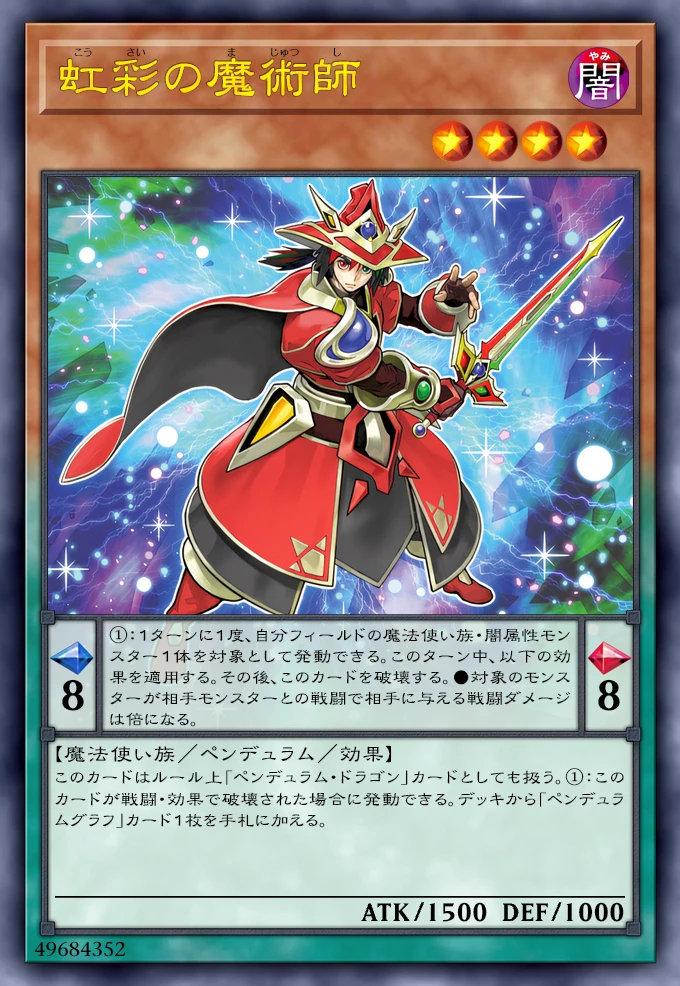 こう さい ま じゅつ し
虹彩の魔術師
やみ
闇
①：1ターンに1度、自分フィールドの魔法使い族・闇属性モン
スター1体を対象として発動できる。このターン中、以下の効
果を適用する。その後、このカードを破壊する。●対象のモンス
ターが相手モンスターとの戦闘で相手に与える戦闘ダメージ
は倍になる。
8
8
【魔法使い族／ペンデュラム／効果】
このカードはルール上「ペンデュラム・ドラゴン」カードとしても扱う。①：この
カードが戦闘・効果で破壊された場合に発動できる。デッキから「ペンデュラ
ムグラフ」カード1枚を手札に加える。
ATK/1500 DEF/1000
49684352